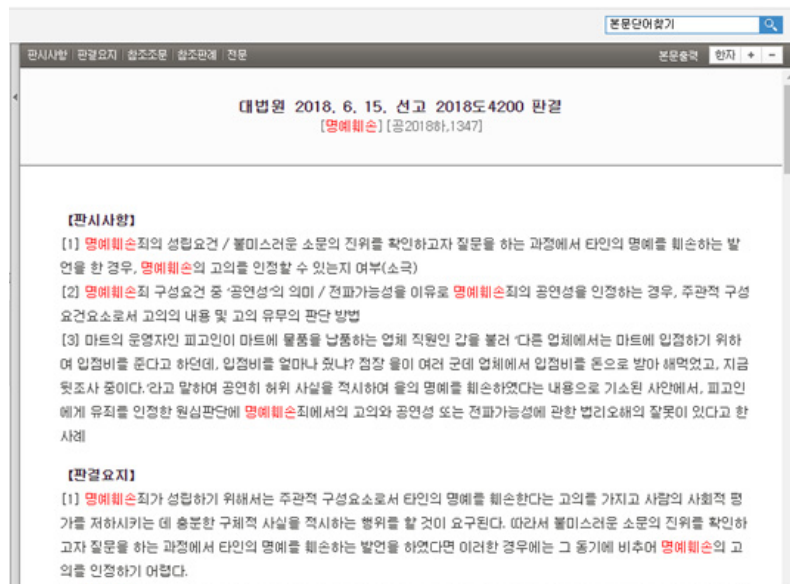 본문단어찾기
판시사항 | 판결요지 | 참조조문 | 참조판례 | 전문
본문출력 한자 + -
대법원 2018. 6. 15. 선고 2018도4200 판결
[명예훼손][공2018하,1347]
【판시사항】
[1] 명예훼손죄의 성립요건 / 불미스러운 소문의 진위를 확인하고자 질문을 하는 과정에서 타인의 명예를 훼손하는 발
언을 한 경우, 명예훼손의 고의를 인정할 수 있는지 여부(소극)
[2] 명예훼손죄 구성요건 중 ‘공연성’의 의미 / 전파가능성을 이유로 명예훼손죄의 공연성을 인정하는 경우, 주관적 구성
요건요소로서 고의의 내용 및 고의 유무의 판단 방법
[3] 마트의 운영자인 피고인이 마트에 물품을 납품하는 업체 직원인 갑을 불러 ‘다른 업체에서는 마트에 입점하기 위하
여 입점비를 준다고 하던데, 입점비를 얼마나 줬냐? 점장 을이 여러 군데 업체에서 입점비를 돈으로 받아 해먹었고, 지금
뒷조사 중이다.’라고 말하여 공연히 허위 사실을 적시하여 을의 명예를 훼손하였다는 내용으로 기소된 사안에서, 피고인
에게 유죄를 인정한 원심판단에 명예훼손죄에서의 고의와 공연성 또는 전파가능성에 관한 법리오해의 잘못이 있다고 한
사례
【판결요지】
[1] 명예훼손죄가 성립하기 위해서는 주관적 구성요소로서 타인의 명예를 훼손한다는 고의를 가지고 사람의 사회적 평
가를 저하시키는 데 충분한 구체적 사실을 적시하는 행위를 할 것이 요구된다. 따라서 불미스러운 소문의 진위를 확인하
고자 질문을 하는 과정에서 타인의 명예를 훼손하는 발언을 하였다면 이러한 경우에는 그 동기에 비추어 명예훼손의 고
의를 인정하기 어렵다.